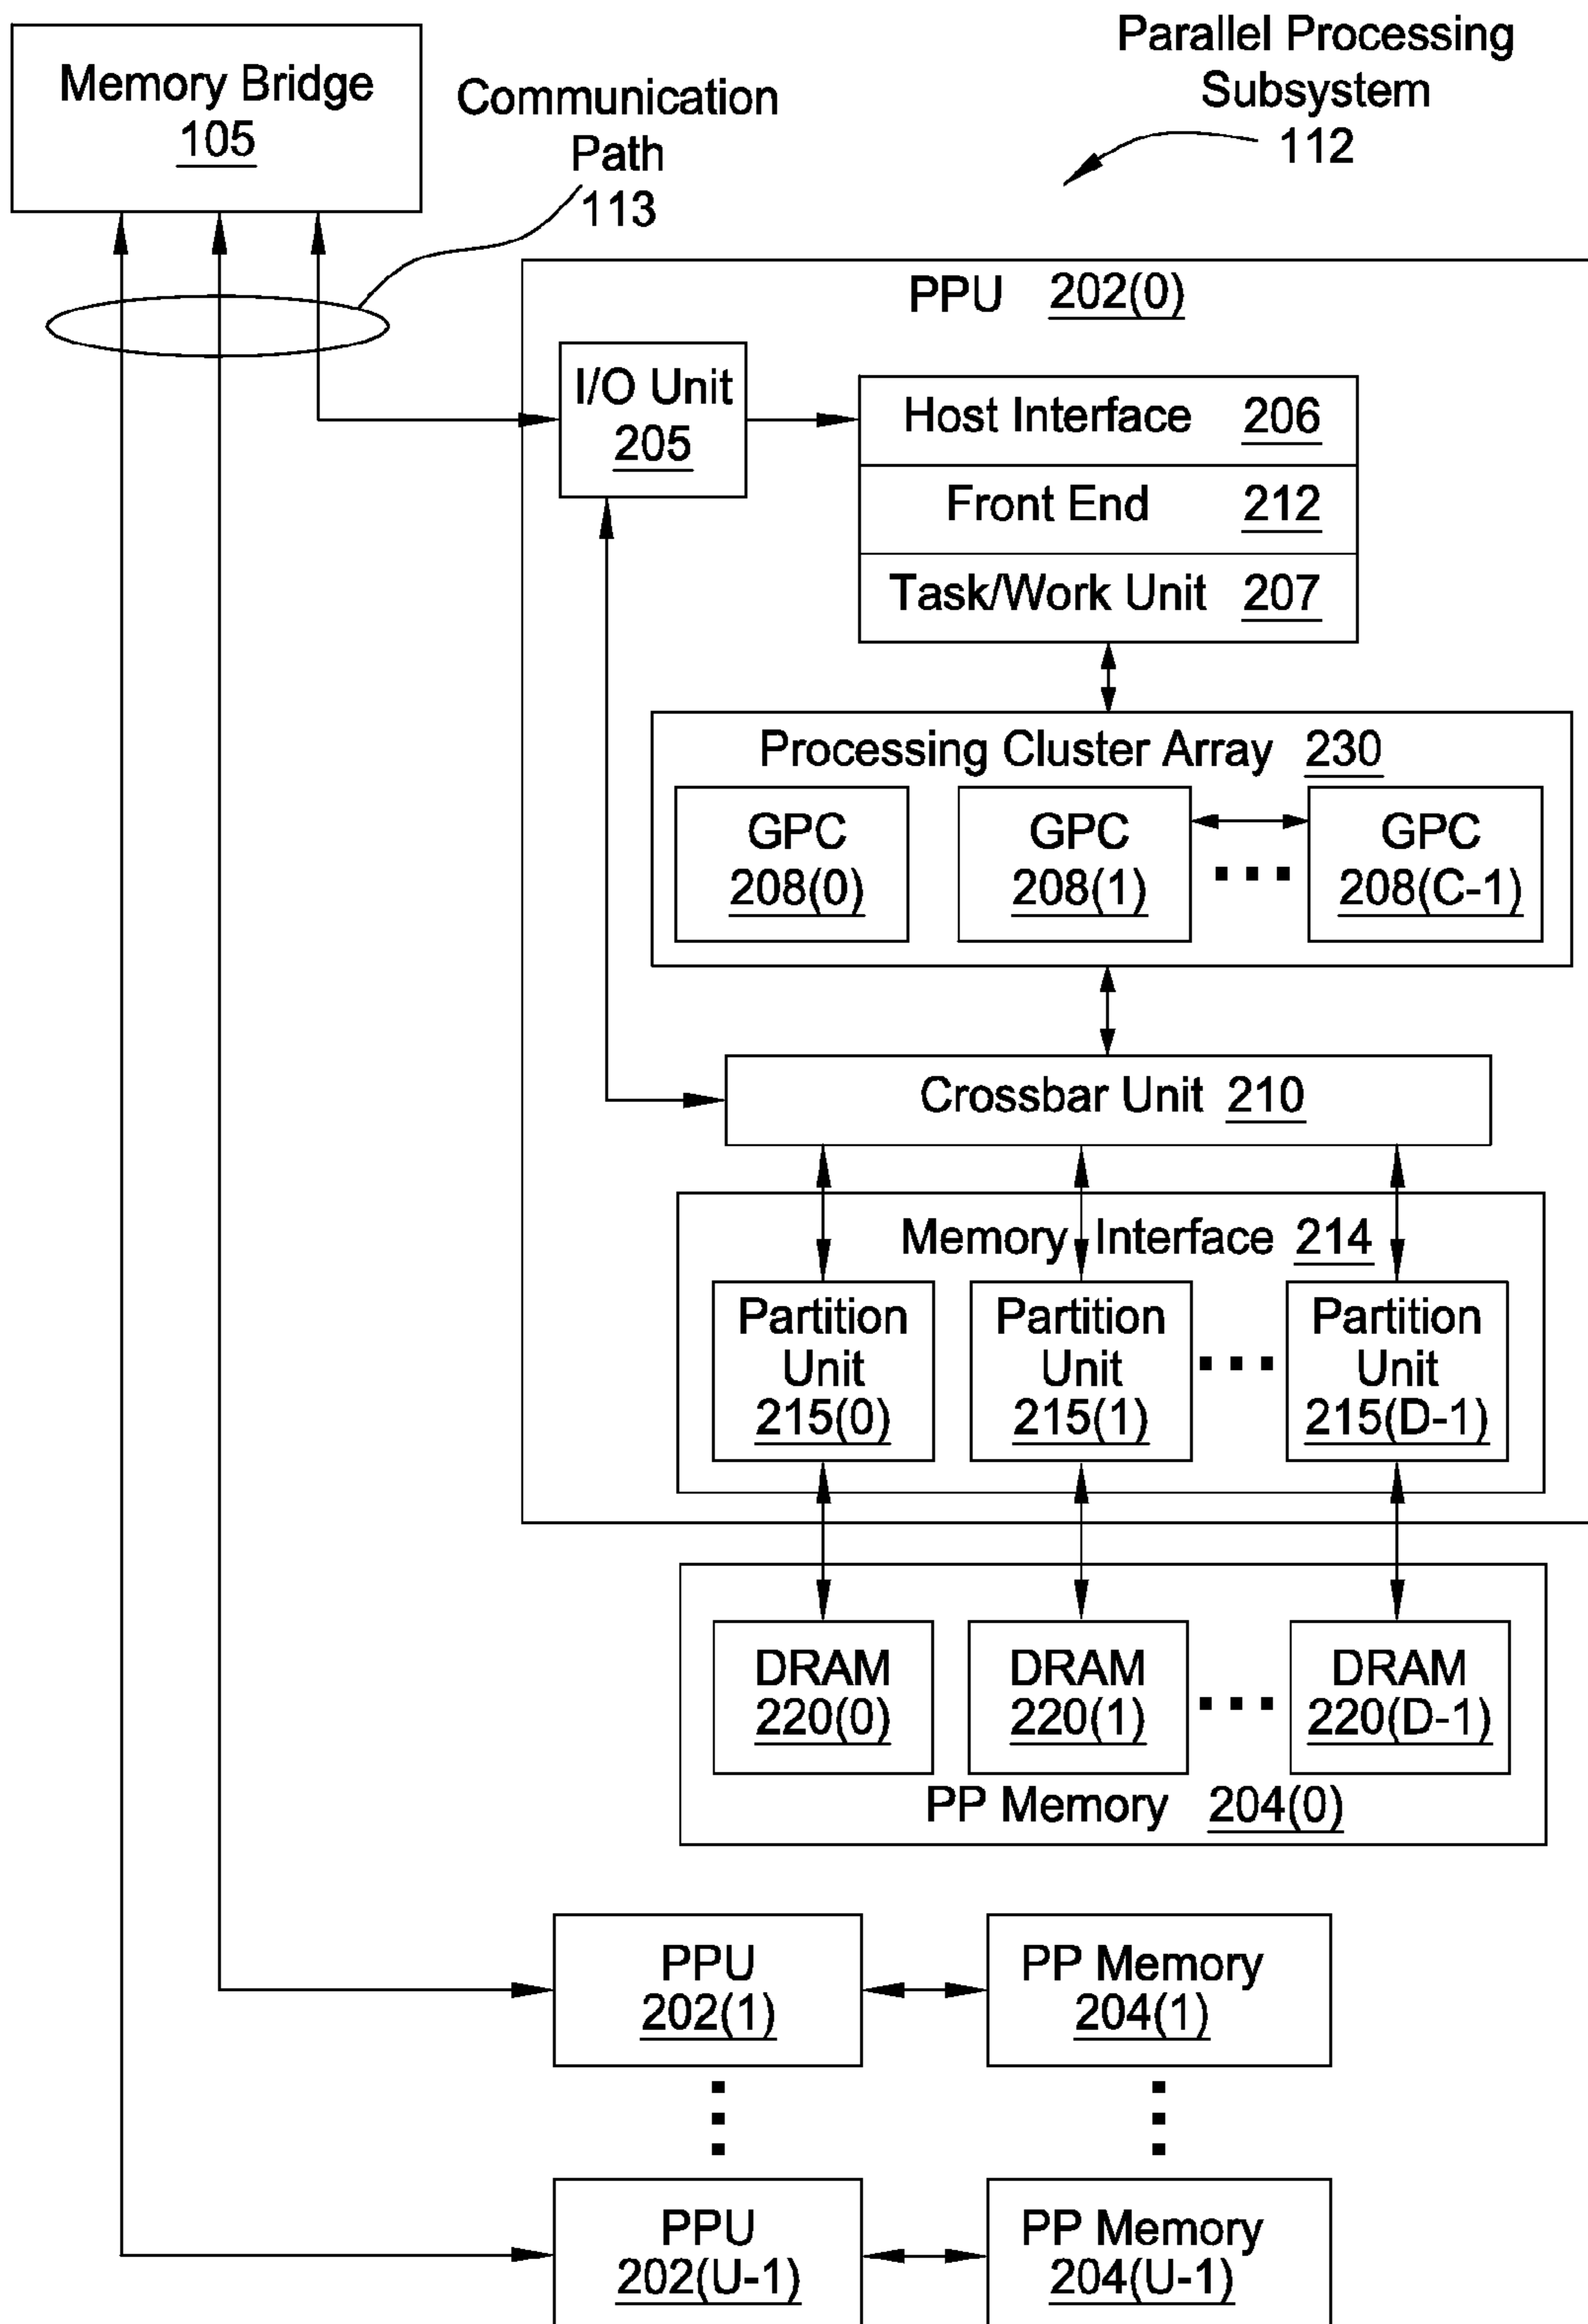 Parallel Processing
Subsystem
112
Memory Bridge
105
Communication
Path
113
PPU 202(0)
I/O Unit
205
Host Interface 206
Front End 212
Task/Work Unit 207
Processing Cluster Array 230
GPC
208(0)
GPC
208(1)
GPC
208(C-1)
Crossbar Unit 210
Memory Interface 214
Partition
Unit
215(0)
Partition
Unit
215(1)
Partition
Unit
215(D-1)
DRAM
220(0)
DRAM
220(1)
DRAM
220(D-1)
PP Memory 204(0)
PPU
202(1)
PP Memory
204(1)
PPU
202(U-1)
PP Memory
204(U-1)